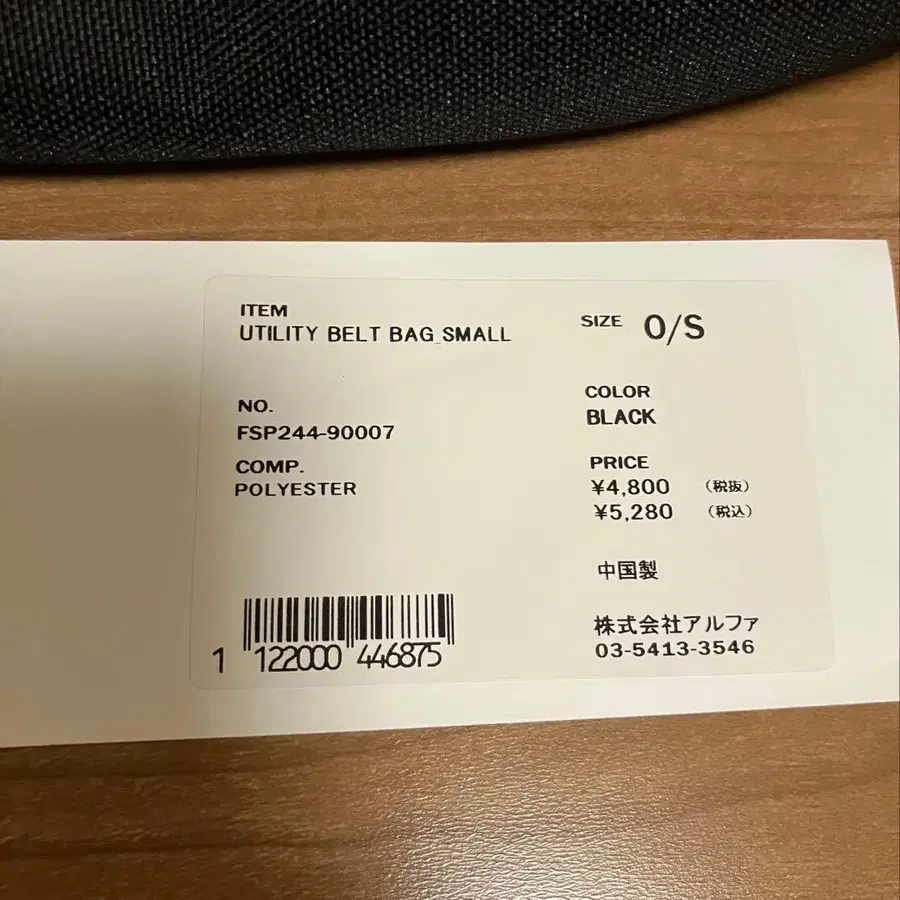 ITEM
UTILITY BELT BAG_SMALL
SIZE O/S
NO.
FSP244-90007
COMP.
POLYESTER
COLOR
BLACK
PRICE
¥4,800 (税抜)
¥5,280 (税込)
中国製
株式会社アルファ
03-5413-3546
1 122000 446875